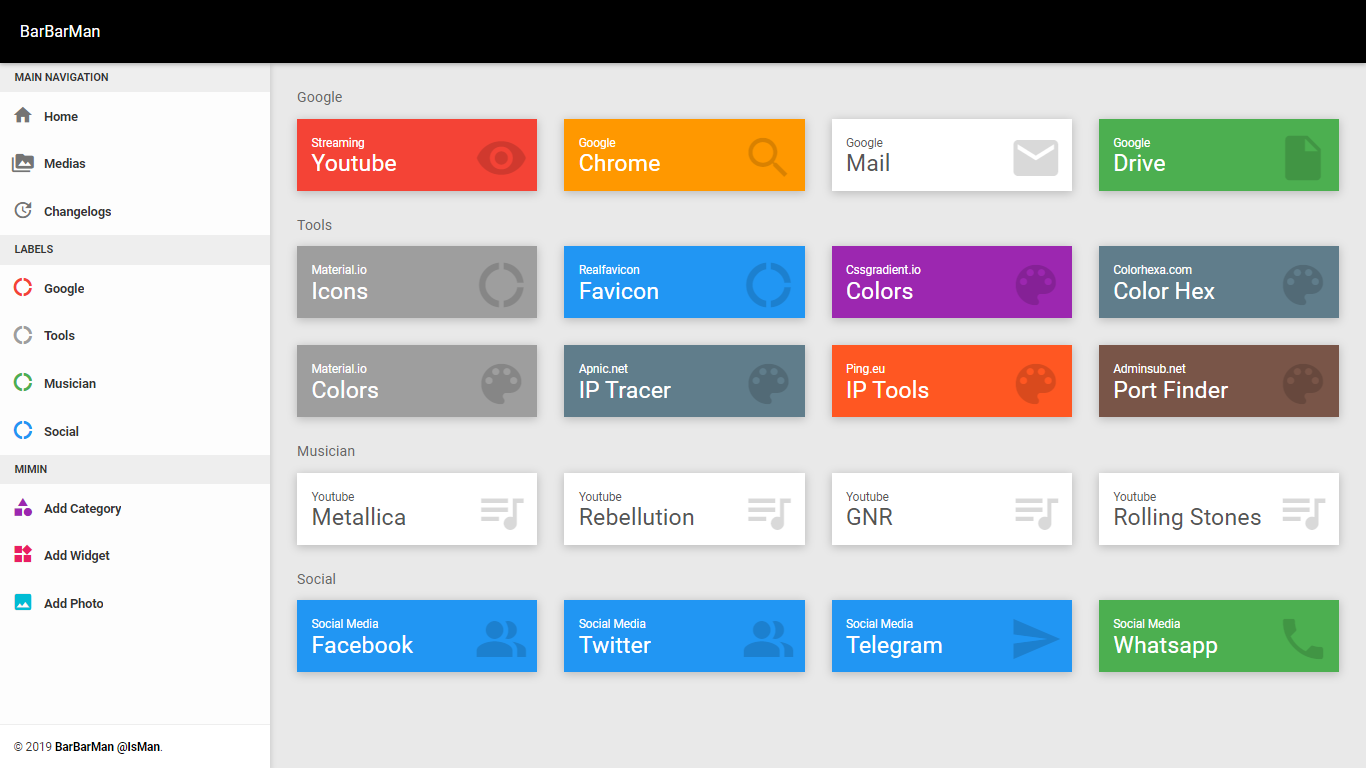 BarBarMan
MAIN NAVIGATION
Home
Medias
Changelogs
LABELS
Google
Tools
Musician
Social
MIMIN
Add Category
Add Widget
Add Photo
© 2019 BarBarMan @IsMan.
Google
Streaming
Youtube
Google
Chrome
Google
Mail
Google
Drive
Tools
Material.io
Icons
Realfavicon
Favicon
Cssgradient.io
Colors
Colorhexa.com
Color Hex
Material.io
Colors
Apnic.net
IP Tracer
Ping.eu
IP Tools
Adminsub.net
Port Finder
Musician
Youtube
Metallica
Youtube
Rebellution
Youtube
GNR
Youtube
Rolling Stones
Social
Social Media
Facebook
Social Media
Twitter
Social Media
Telegram
Social Media
Whatsapp